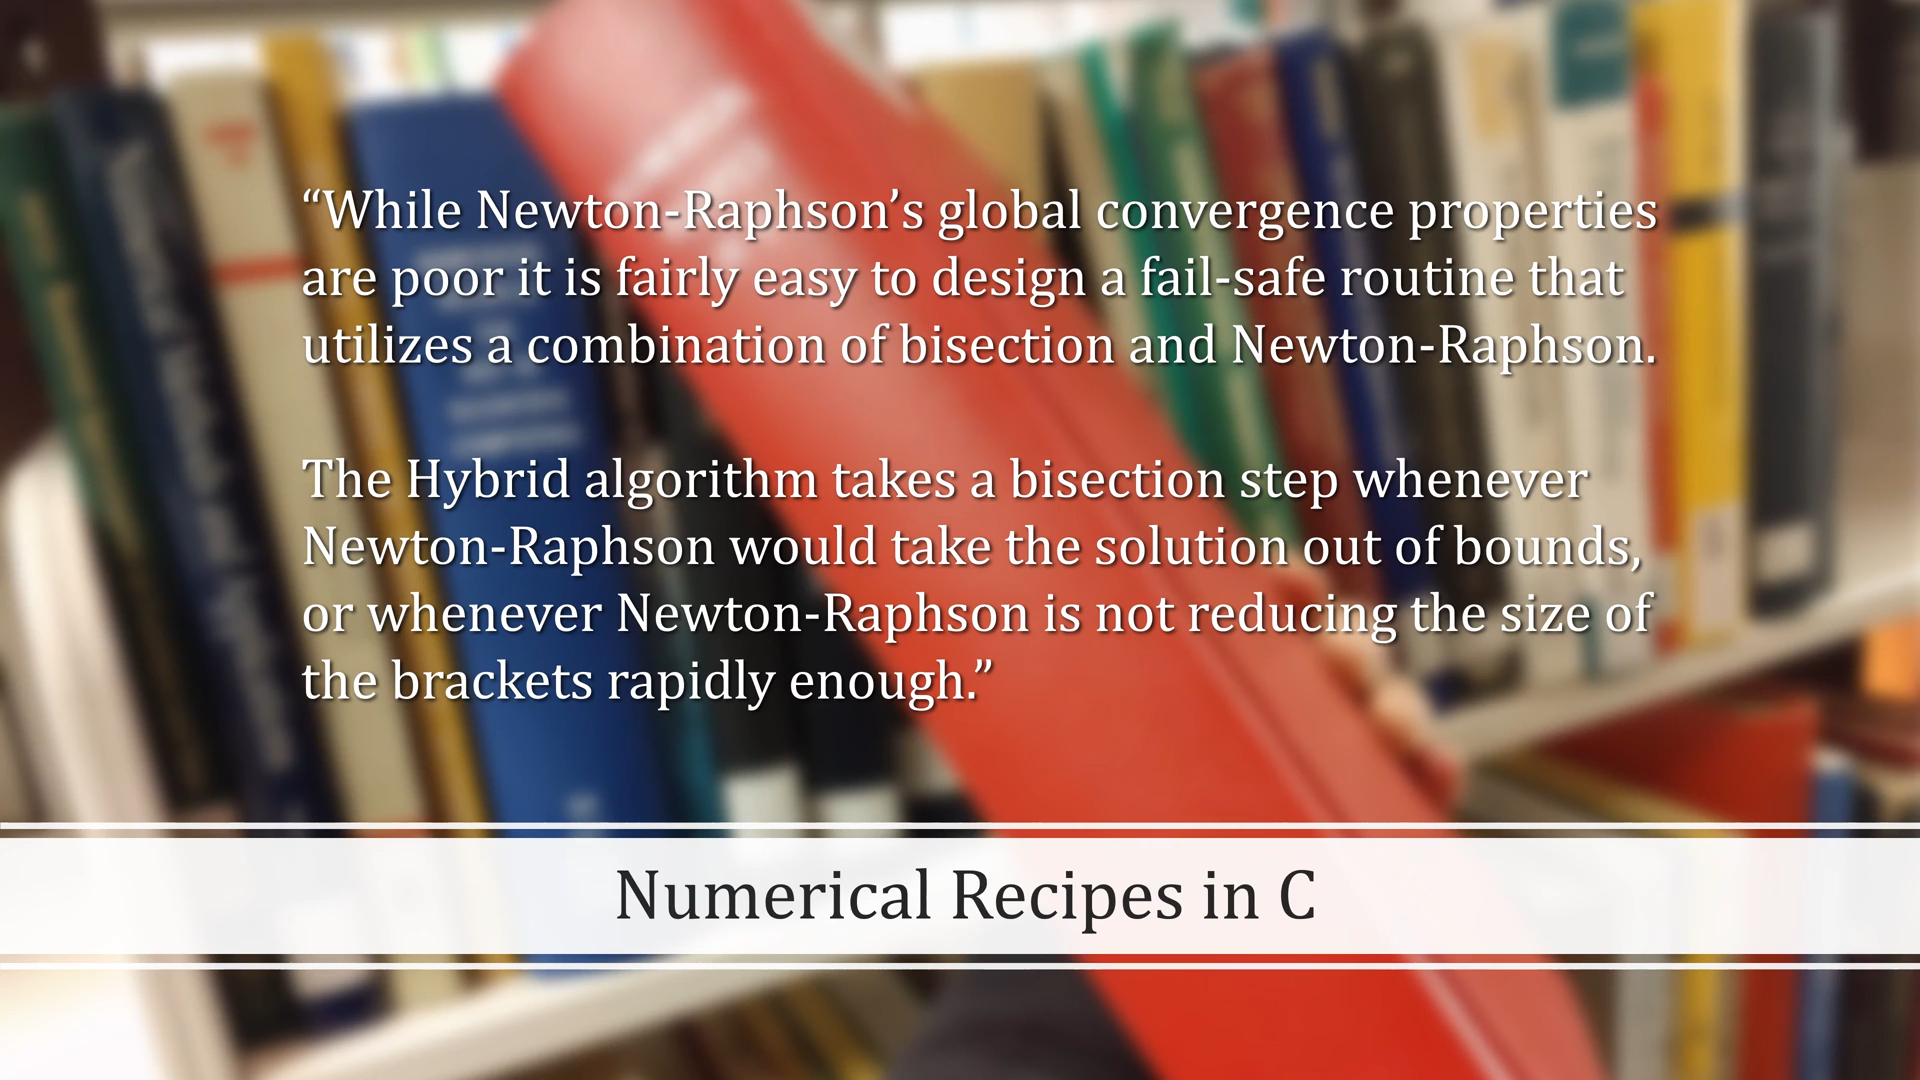 “While Newton-Raphson’s global convergence properties
are poor it is fairly easy to design a fail-safe routine that
utilizes a combination of bisection and Newton-Raphson.
The Hybrid algorithm takes a bisection step whenever
Newton-Raphson would take the solution out of bounds,
or whenever Newton-Raphson is not reducing the size of
the brackets rapidly enough.”
Numerical Recipes in C